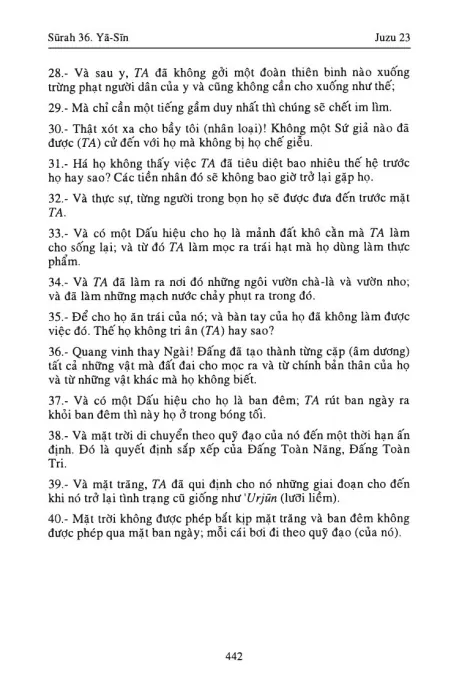 Sūrah 36. Yā-Sīn Juzu 23
28.- Và sau y, TA đã không gởi một đoàn thiên binh nào xuống
trừng phạt người dân của y và cũng không cần cho xuống như thế;
29.- Mà chỉ cần một tiếng gầm duy nhất thì chúng sẽ chết im lìm.
30.- Thật xót xa cho bầy tôi (nhân loại)! Không một Sứ giả nào đã
được (TA) cử đến với họ mà không bị họ chế giễu.
31.- Há họ không thấy việc TA đã tiêu diệt bao nhiêu thế hệ trước
họ hay sao? Các tiền nhân đó sẽ không bao giờ trở lại gặp họ.
32.- Và thực sự, từng người trong bọn họ sẽ được đưa đến trước mặt
TA.
33.- Và có một Dấu hiệu cho họ là mảnh đất khô cằn mà TA làm
cho sống lại; và từ đó TA làm mọc ra trái hạt mà họ dùng làm thực
phẩm.
34.- Và TA đã làm ra nơi đó những ngôi vườn chà-là và vườn nho;
và đã làm những mạch nước chảy phụt ra trong đó.
35.- Để cho họ ăn trái của nó; và bàn tay của họ đã không làm được
việc đó. Thế họ không tri ân (TA) hay sao?
36.- Quang vinh thay Ngài! Đấng đã tạo thành từng cặp (âm dương)
tất cả những vật mà đất đai cho mọc ra và từ chính bản thân của họ
và từ những vật khác mà họ không biết.
37.- Và có một Dấu hiệu cho họ là ban đêm; TA rút ban ngày ra
khỏi ban đêm thì này họ ở trong bóng tối.
38.- Và mặt trời di chuyển theo quỹ đạo của nó đến một thời hạn ấn
định. Đó là quyết định sắp xếp của Đấng Toàn Năng, Đấng Toàn
Tri.
39.- Và mặt trăng, TA đã qui định cho nó những giai đoạn cho đến
khi nó trở lại tình trạng cũ giống như 'Urjūn (lưỡi liềm).
40.- Mặt trời không được phép bắt kịp mặt trăng và ban đêm không
được phép qua mặt ban ngày; mỗi cái bơi đi theo quỹ đạo (của nó).
442